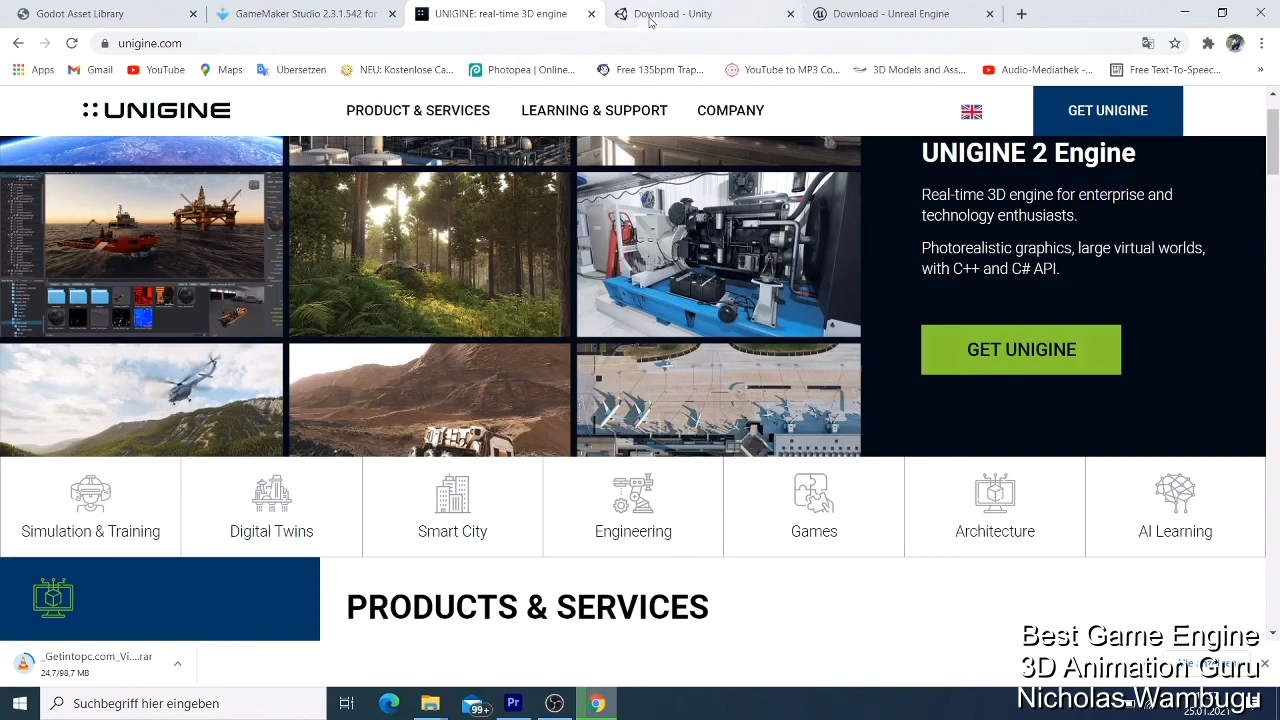 Godot Android
GameMaker Studio 2.3.1.542 for
UNIGINE: real-time 3D engine
Download - Unity
Download - Unreal Engine
unigine.com
Apps
Gmail
YouTube
Maps
Übersetzen
NEU: Kostenlose Ca...
Photopea | Online...
Free 135bpm Trap...
YouTube to MP3 Co...
3D Models and Ass...
Audio-Mediathek -...
Free Text-To-Speec...
»
UNIGINE
PRODUCT & SERVICES
LEARNING & SUPPORT
COMPANY
GET UNIGINE
UNIGINE 2 Engine
Real-time 3D engine for enterprise and
technology enthusiasts.
Photorealistic graphics, large virtual worlds,
with C++ and C# API.
GET UNIGINE
Simulation & Training
Digital Twins
Smart City
Engineering
Games
Architecture
AI Learning
PRODUCTS & SERVICES
_Getintopc.com_Vi....rar
24,7/98,7 MB
Best Game Engine
3D Animation Guru
Nicholas Wambugu
Suchbegriff hier eingeben
99+
Pr
25.01.2021